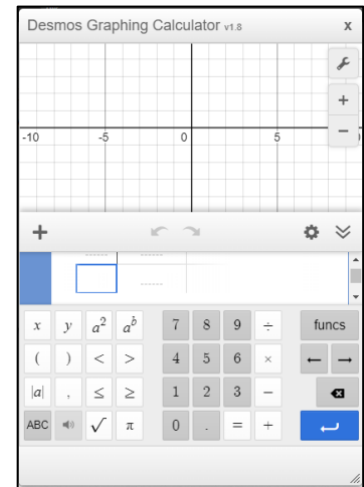 Desmos Graphing Calculator v1.8 x
+
-10 -5 0 5 −
+
x y a² aᵇ 7 8 9 ÷ funcs
( ) < > 4 5 6 × ← →
|a| , ≤ ≥ 1 2 3 −
ABC √ π 0 . = +